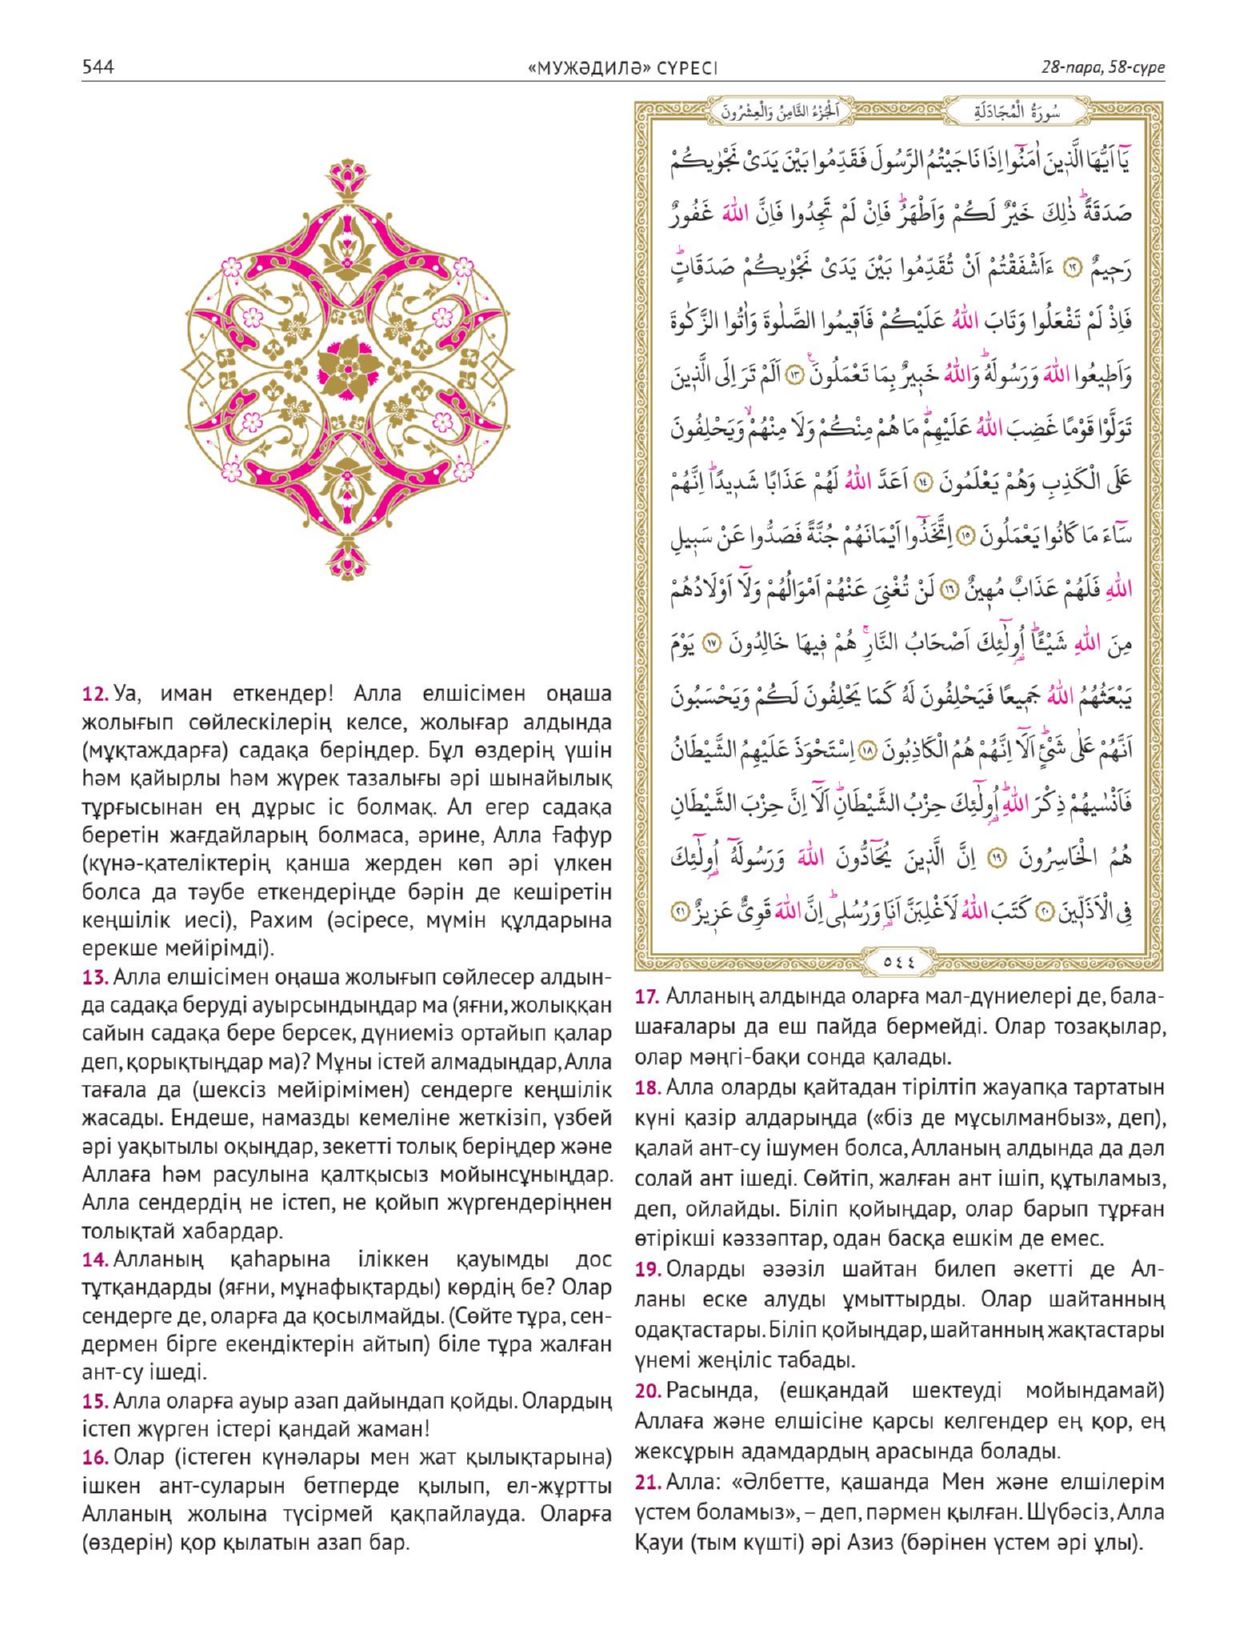 544
«МУЖӘДИЛӘ» СҮРЕСІ
28-пара, 58-сүре
سُورَةُ الْمُجَادَلَةِ
اَلْجُزْءُ الثَّامِنُ وَالْعِشْرُونَ
يَٓا اَيُّهَا الَّذ۪ينَ اٰمَنُٓوا اِذَا نَاجَيْتُمُ الرَّسُولَ فَقَدِّمُوا بَيْنَ يَدَىْ نَجْوٰيكُمْ
صَدَقَةًۜ ذٰلِكَ خَيْرٌ لَكُمْ وَاَطْهَرُۜ فَاِنْ لَمْ تَجِدُوا فَاِنَّ اللّٰهَ غَفُورٌ
رَح۪يمٌ ﴿١٢﴾ ءَاَشْفَقْتُمْ اَنْ تُقَدِّمُوا بَيْنَ يَدَىْ نَجْوٰيكُمْ صَدَقَاتٍۜ
فَاِذْ لَمْ تَفْعَلُوا وَتَابَ اللّٰهُ عَلَيْكُمْ فَاَق۪يمُوا الصَّلٰوةَ وَاٰتُوا الزَّكٰوةَ
وَاَط۪يعُوا اللّٰهَ وَرَسُولَهُۜ وَاللّٰهُ خَب۪يرٌ بِمَا تَعْمَلُونَ۟ ﴿١٣﴾ اَلَمْ تَرَ اِلَى الَّذ۪ينَ
تَوَلَّوْا قَوْمًا غَضِبَ اللّٰهُ عَلَيْهِمْۜ مَا هُمْ مِنْكُمْ وَلَا مِنْهُمْۙ وَيَحْلِفُونَ
عَلَى الْكَذِبِ وَهُمْ يَعْلَمُونَ ﴿١٤﴾ اَعَدَّ اللّٰهُ لَهُمْ عَذَابًا شَد۪يدًاۜ اِنَّهُمْ
سَٓاءَ مَا كَانُوا يَعْمَلُونَ ﴿١٥﴾ اِتَّخَذُٓوا اَيْمَانَهُمْ جُنَّةً فَصَدُّوا عَنْ سَب۪يلِ
اللّٰهِ فَلَهُمْ عَذَابٌ مُه۪ينٌ ﴿١٦﴾ لَنْ تُغْنِىَ عَنْهُمْ اَمْوَالُهُمْ وَلَٓا اَوْلَادُهُمْ
مِنَ اللّٰهِ شَيْـًٔاۜ اُو۬لٰٓئِكَ اَصْحَابُ النَّارِۚ هُمْ ف۪يهَا خَالِدُونَ ﴿١٧﴾ يَوْمَ
يَبْعَثُهُمُ اللّٰهُ جَم۪يعًا فَيَحْلِفُونَ لَهُ كَمَا يَحْلِفُونَ لَكُمْ وَيَحْسَبُونَ
اَنَّهُمْ عَلٰى شَىْءٍۜ اَلَٓا اِنَّهُمْ هُمُ الْكَاذِبُونَ ﴿١٨﴾ اِسْتَحْوَذَ عَلَيْهِمُ الشَّيْطَانُ
فَاَنْسٰيهُمْ ذِكْرَ اللّٰهِۜ اُو۬لٰٓئِكَ حِزْبُ الشَّيْطَانِۜ اَلَٓا اِنَّ حِزْبَ الشَّيْطَانِ
هُمُ الْخَاسِرُونَ ﴿١٩﴾ اِنَّ الَّذ۪ينَ يُحَٓادُّونَ اللّٰهَ وَرَسُولَهُٓ اُو۬لٰٓئِكَ
فِى الْاَذَلّ۪ينَ ﴿٢٠﴾ كَتَبَ اللّٰهُ لَاَغْلِبَنَّ اَنَا۬ وَرُسُل۪ىۜ اِنَّ اللّٰهَ قَوِىٌّ عَز۪يزٌ ﴿٢١﴾
٥٤٤
12. Уа, иман еткендер! Алла елшісімен оңаша
жолығып сөйлескілерің келсе, жолығар алдында
(мұқтаждарға) садақа беріңдер. Бұл өздерің үшін
һәм қайырлы һәм жүрек тазалығы әрі шынайылық
тұрғысынан ең дұрыс іс болмақ. Ал егер садақа
беретін жағдайларың болмаса, әрине, Алла Ғафур
(күнә-қателіктерің қанша жерден көп әрі үлкен
болса да тәубе еткендеріңде бәрін де кешіретін
кеңшілік иесі), Рахим (әсіресе, мүмін құлдарына
ерекше мейірімді).
13. Алла елшісімен оңаша жолығып сөйлесер алдын-
да садақа беруді ауырсындыңдар ма (яғни, жолыққан
сайын садақа бере берсек, дүниеміз ортайып қалар
деп, қорықтыңдар ма)? Мұны істей алмадыңдар, Алла
тағала да (шексіз мейірімімен) сендерге кеңшілік
жасады. Ендеше, намазды кемеліне жеткізіп, үзбей
әрі уақытылы оқыңдар, зекетті толық беріңдер және
Аллаға һәм расулына қалтқысыз мойынсұныңдар.
Алла сендердің не істеп, не қойып жүргендеріңнен
толықтай хабардар.
14. Алланың қаһарына іліккен қауымды дос
тұтқандарды (яғни, мұнафықтарды) көрдің бе? Олар
сендерге де, оларға да қосылмайды. (Сөйте тұра, сен-
дермен бірге екендіктерін айтып) біле тұра жалған
ант-су ішеді.
15. Алла оларға ауыр азап дайындап қойды. Олардың
істеп жүрген істері қандай жаман!
16. Олар (істеген күнәлары мен жат қылықтарына)
ішкен ант-суларын бетперде қылып, ел-жұртты
Алланың жолына түсірмей қақпайлауда. Оларға
(өздерін) қор қылатын азап бар.
17. Алланың алдында оларға мал-дүниелері де, бала-
шағалары да еш пайда бермейді. Олар тозақылар,
олар мәңгі-бақи сонда қалады.
18. Алла оларды қайтадан тірілтіп жауапқа тартатын
күні қазір алдарыңда («біз де мұсылманбыз», деп),
қалай ант-су ішумен болса, Алланың алдында да дәл
солай ант ішеді. Сөйтіп, жалған ант ішіп, құтыламыз,
деп, ойлайды. Біліп қойыңдар, олар барып тұрған
өтірікші кәззәптар, одан басқа ешкім де емес.
19. Оларды әзәзіл шайтан билеп әкетті де Ал-
ланы еске алуды ұмыттырды. Олар шайтанның
одақтастары. Біліп қойыңдар, шайтанның жақтастары
үнемі жеңіліс табады.
20. Расында, (ешқандай шектеуді мойындамай)
Аллаға және елшісіне қарсы келгендер ең қор, ең
жексұрын адамдардың арасында болады.
21. Алла: «Әлбетте, қашанда Мен және елшілерім
үстем боламыз», – деп, пәрмен қылған. Шүбәсіз, Алла
Қауи (тым күшті) әрі Азиз (бәрінен үстем әрі ұлы).